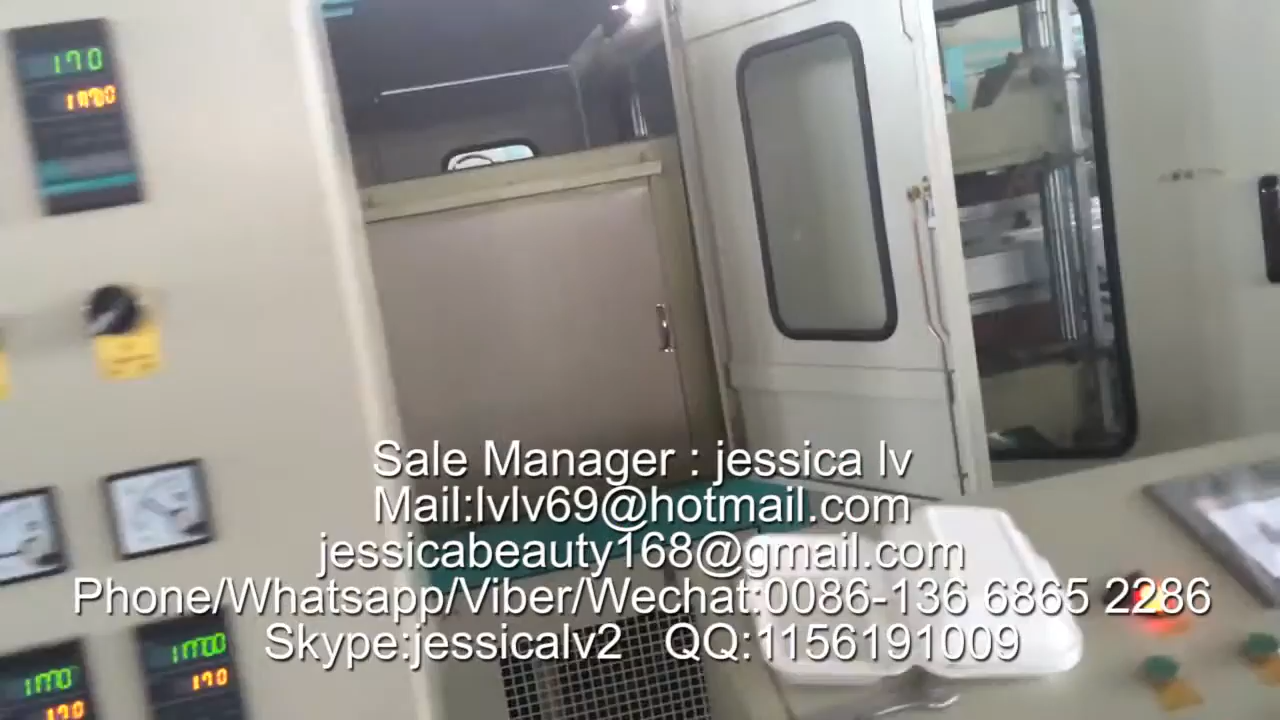 170
Sale Manager : jessica lv
Mail:lvlv69@hotmail.com
jessicabeauty168@gmail.com
Phone/Whatsapp/Viber/Wechat:0086-136 6865 2286
Skype:jessicalv2 QQ:1156191009
170